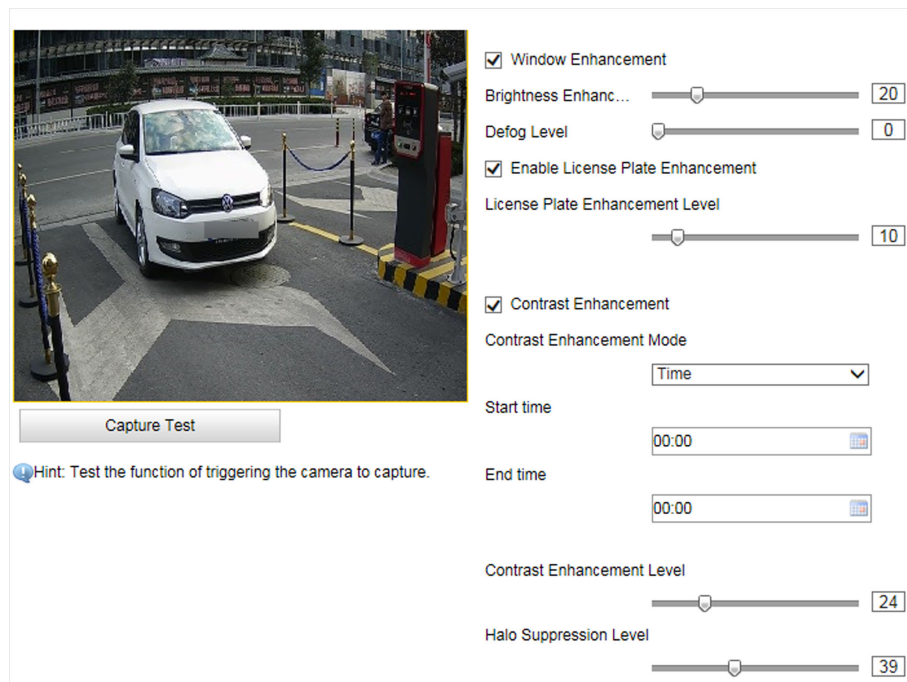 Window Enhancement
Brightness Enhanc... 20
Defog Level 0
Enable License Plate Enhancement
License Plate Enhancement Level
10
Contrast Enhancement
Contrast Enhancement Mode
Time
Start time
00:00
End time
00:00
Contrast Enhancement Level
24
Halo Suppression Level
39
Capture Test
Hint: Test the function of triggering the camera to capture.